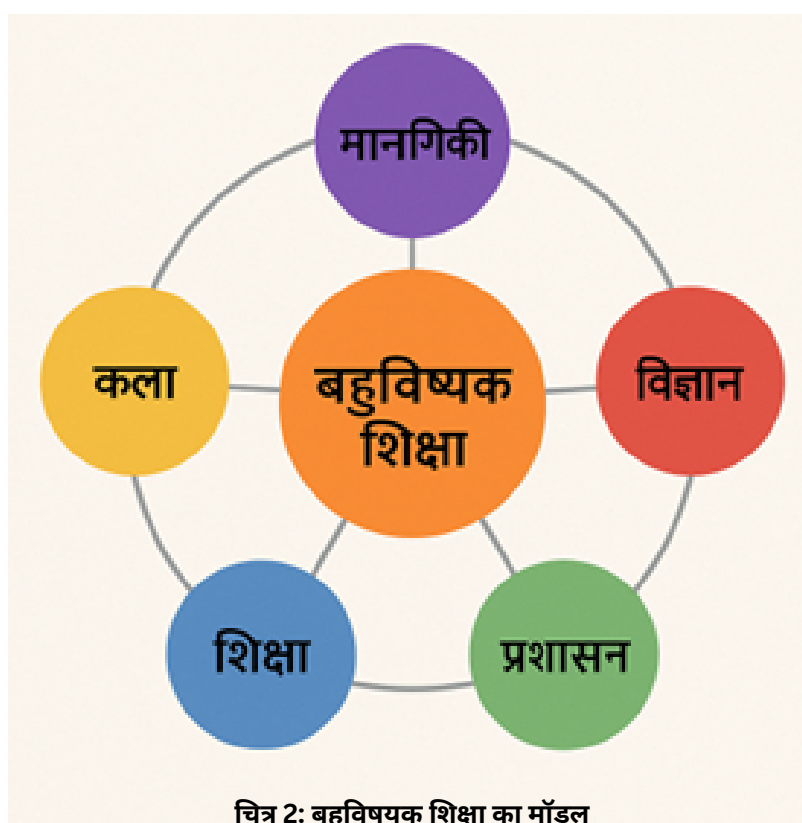 मानगिकी
कला
बहुविष्यक
शिक्षा
विज्ञान
शिक्षा
प्रशासन
चित्र 2: बहुविषयक शिक्षा का मॉडल